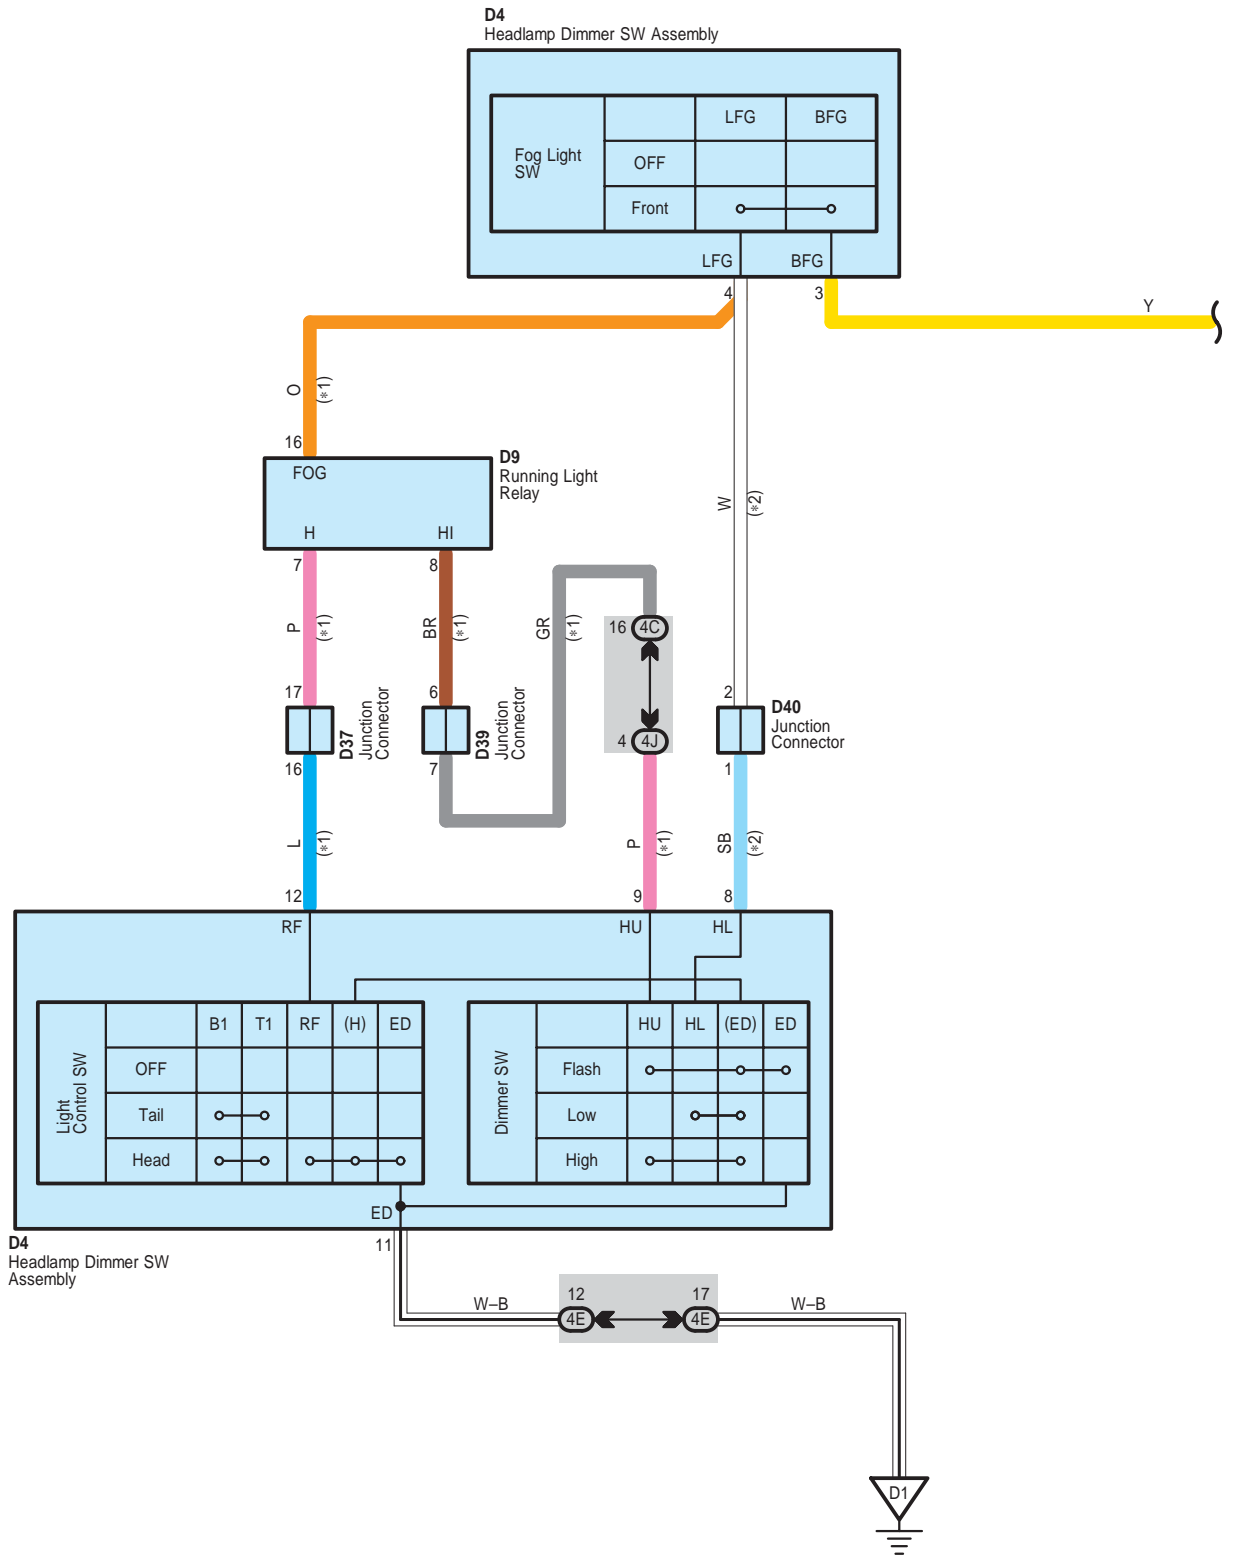 D4
Headlamp Dimmer SW Assembly
LFG BFG
Fog Light
SW
OFF
Front
LFG BFG
4 3
Y
O
(*1)
16
FOG
H HI
D9
Running Light
Relay
W
(*2)
7 8
P
(*1)
BR
(*1)
GR
(*1)
16 4C
17 6 2
D37
Junction
Connector
D39
Junction
Connector
4 4J
D40
Junction
Connector
16 7 1
L
(*1)
P
(*1)
SB
(*2)
12 9 8
RF HU HL
Light
Control SW
B1 T1 RF (H) ED
OFF
Tail
Head
Dimmer SW
HU HL (ED) ED
Flash
Low
High
ED
11
D4
Headlamp Dimmer SW
Assembly
W–B
12 17
4E 4E
W–B
D1